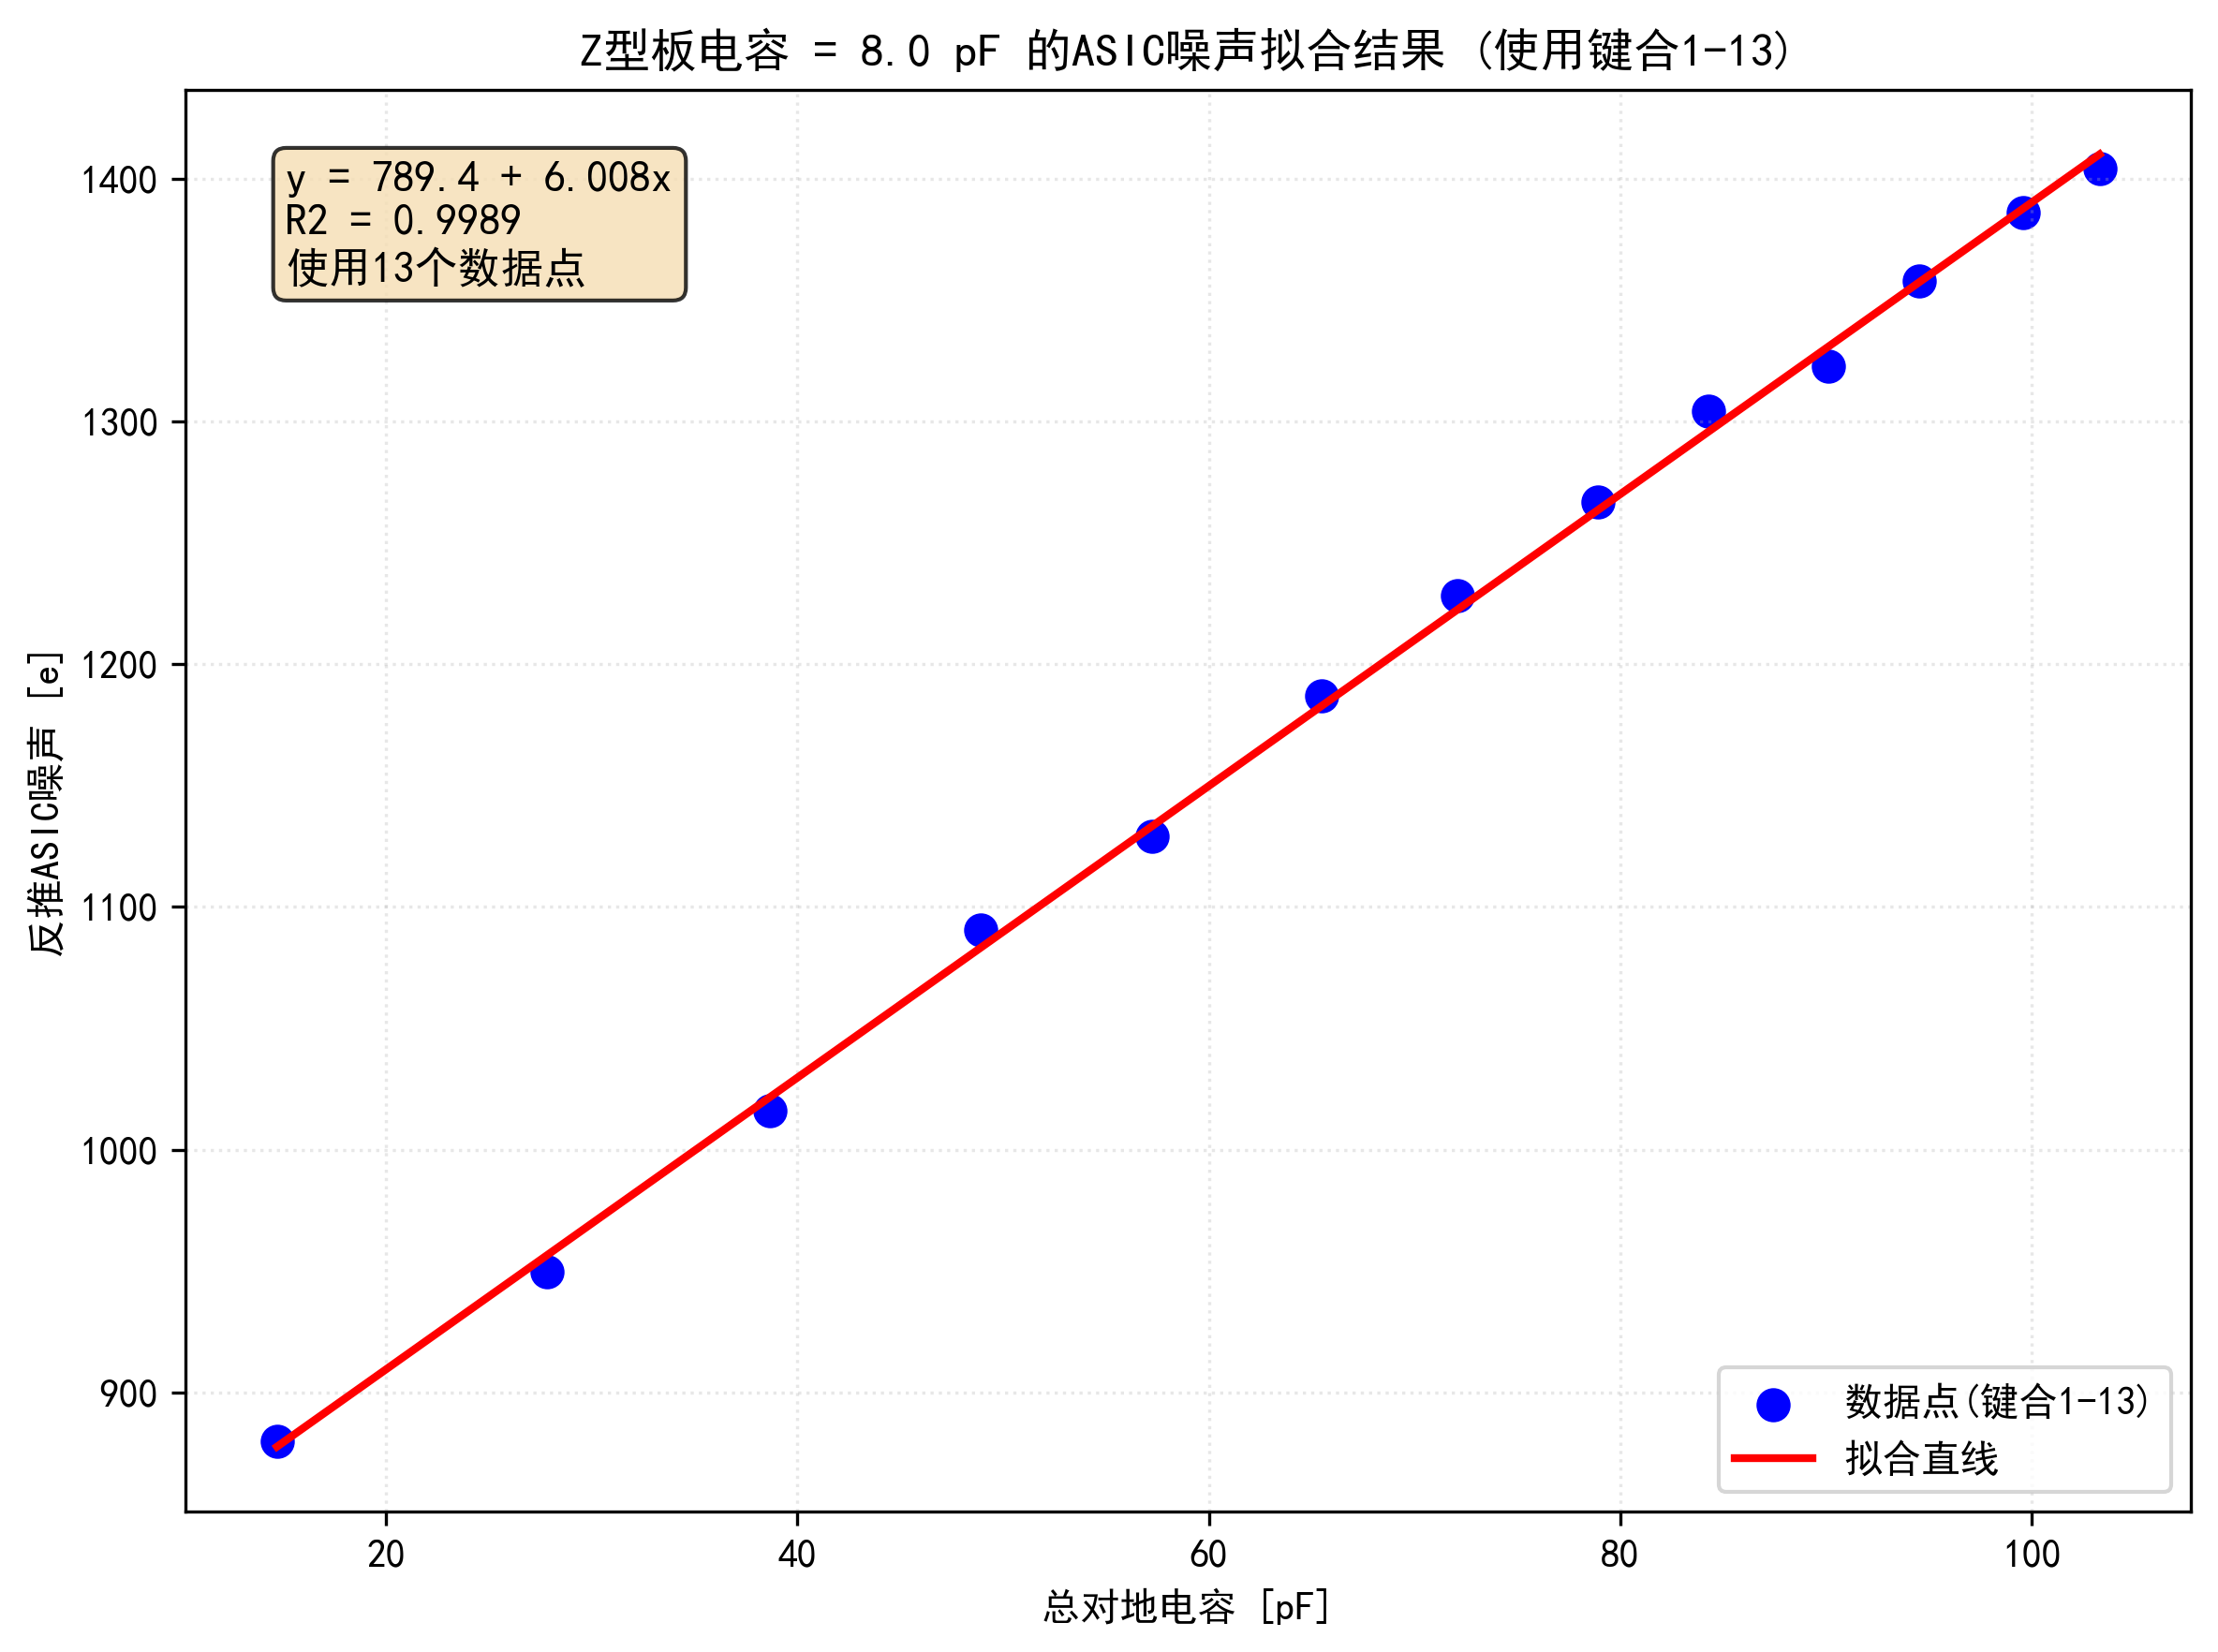 Z型板电容 = 8.0 pF 的ASIC噪声拟合结果 (使用键合1-13)
y = 789.4 + 6.008x
R2 = 0.9989
使用13个数据点
1400
1300
1200
1100
1000
900
反推ASIC噪声 [e]
数据点(键合1-13)
拟合直线
20
40
60
80
100
总对地电容 [pF]